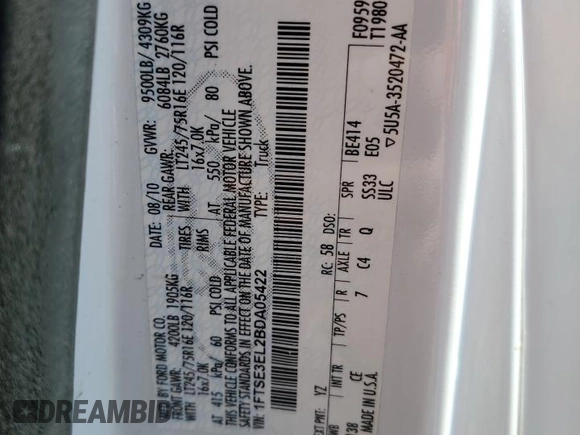 MFD. BY FORD MOTOR CO.
DATE: 08/10 GVWR: 9500LB/ 4309KG
FRONT GAWR: 4200LB 1905KG REAR GAWR: 6084LB 2760KG
LT245/75R16E 120/116R TIRES WITH LT245/75R16E 120/116R
16x7.0K RIMS 16x7.0K
AT 415 kPa/ 60 PSI COLD AT 550 kPa/ 80 PSI COLD
THIS VEHICLE CONFORMS TO ALL APPLICABLE FEDERAL MOTOR VEHICLE
SAFETY STANDARDS IN EFFECT ON THE DATE OF MANUFACTURE SHOWN ABOVE.
VIN: 1FTSE3EL2BDA05422 TYPE: Truck
F0959
T1980
EXT PNT: YZ RC: 58 DSO:
WB INT TR TP/PS R AXLE TR SPR BE414
138 CE 7 C4 Q SS33 E05
MADE IN U.S.A. ULC ▽5U5A-3520472-AA
DREAMBID